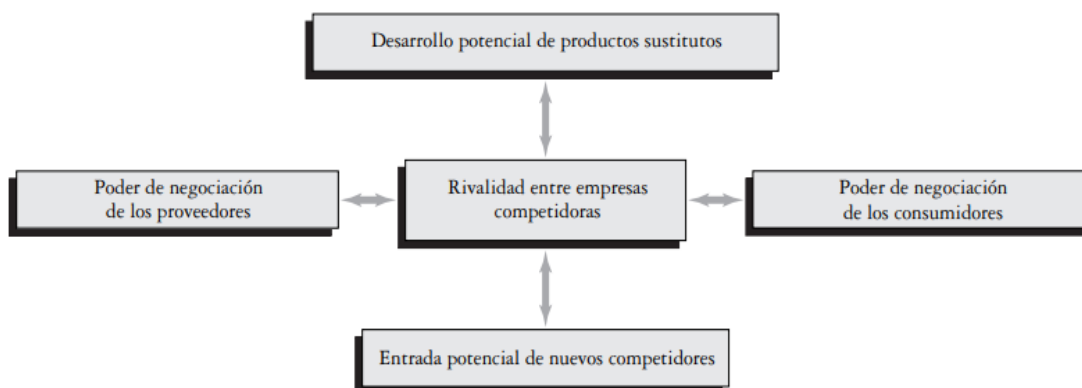 Desarrollo potencial de productos sustitutos
Poder de negociación
de los proveedores
Rivalidad entre empresas
competidoras
Poder de negociación
de los consumidores
Entrada potencial de nuevos competidores